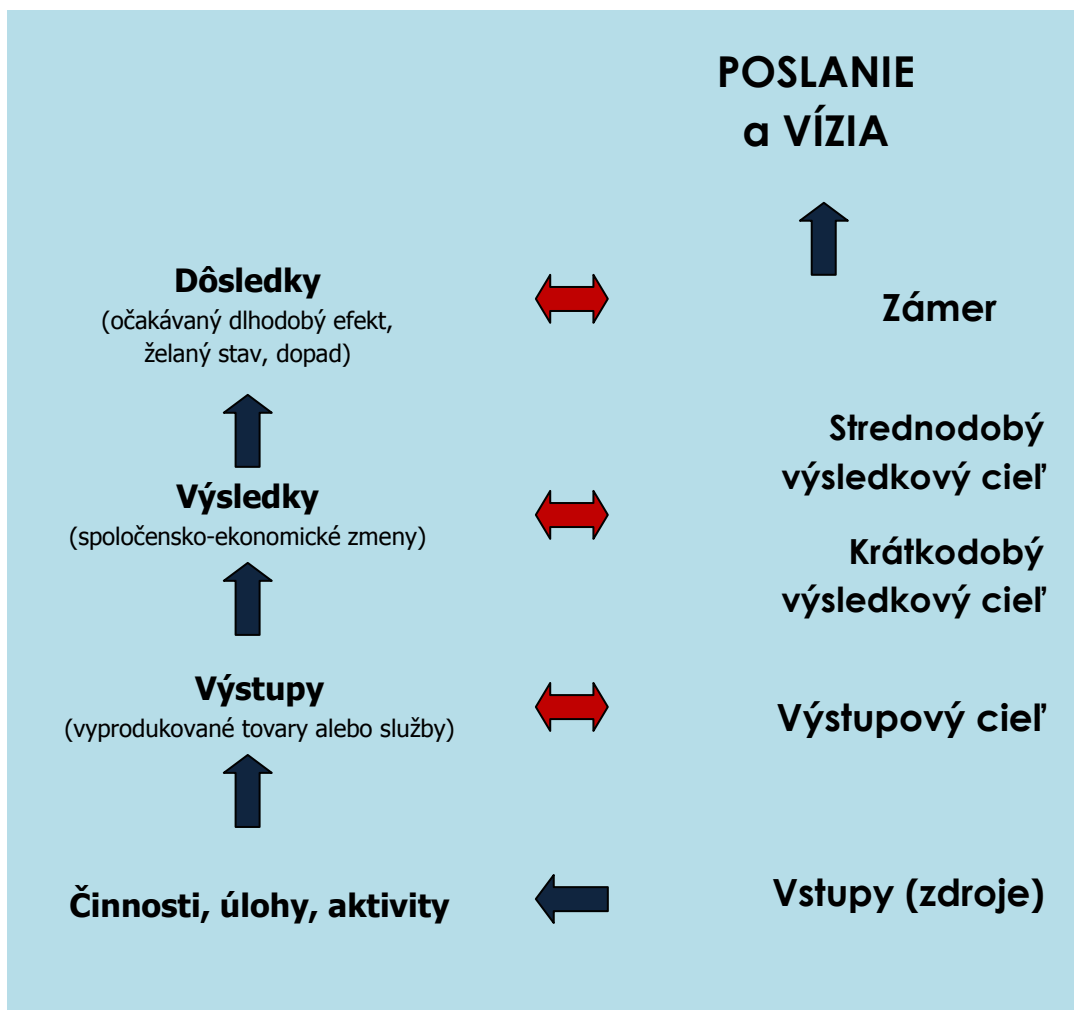 POSLANIE
a VÍZIA
Dôsledky
(očakávaný dlhodobý efekt,
želaný stav, dopad)
Zámer
Strednodobý
výsledkový cieľ
Výsledky
(spoločensko-ekonomické zmeny)
Krátkodobý
výsledkový cieľ
Výstupy
(vyprodukované tovary alebo služby)
Výstupový cieľ
Činnosti, úlohy, aktivity
Vstupy (zdroje)